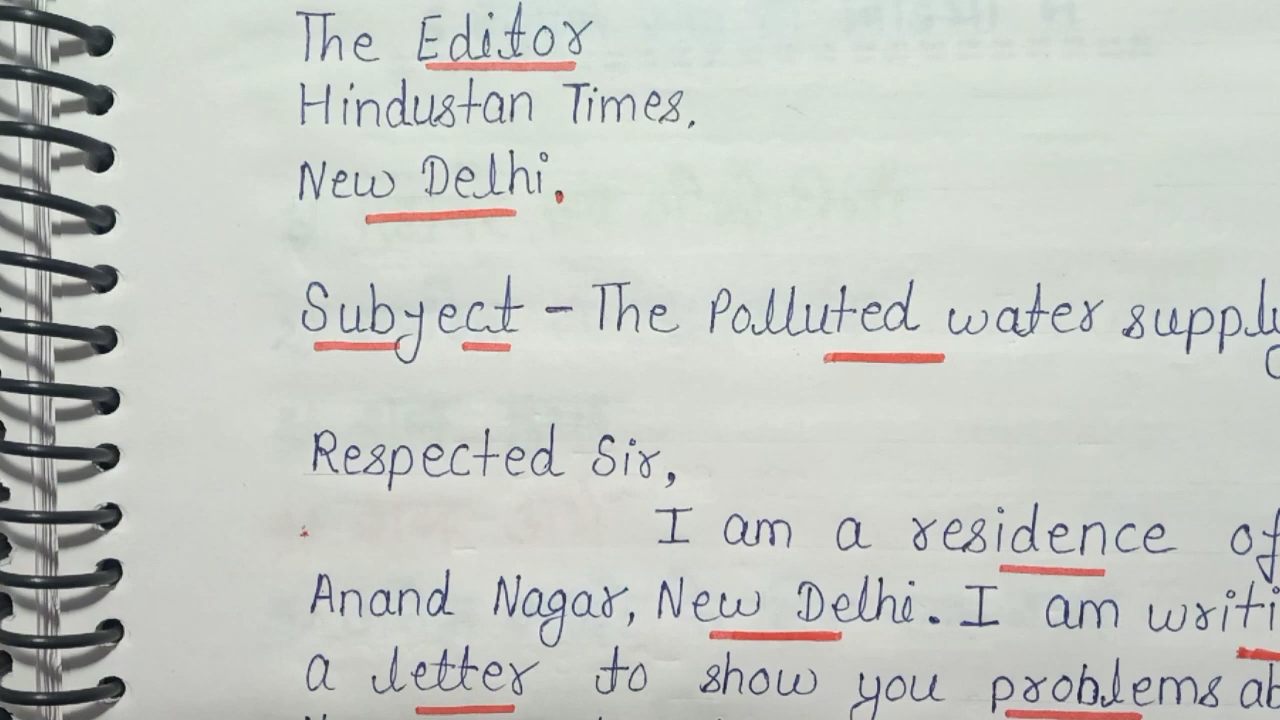 The Editor
Hindustan Times.
New Delhi.
Subject - The Polluted water supply
Respected Sir,
I am a residence of
Anand Nagar, New Delhi. I am writi
a letter to show you problems ab